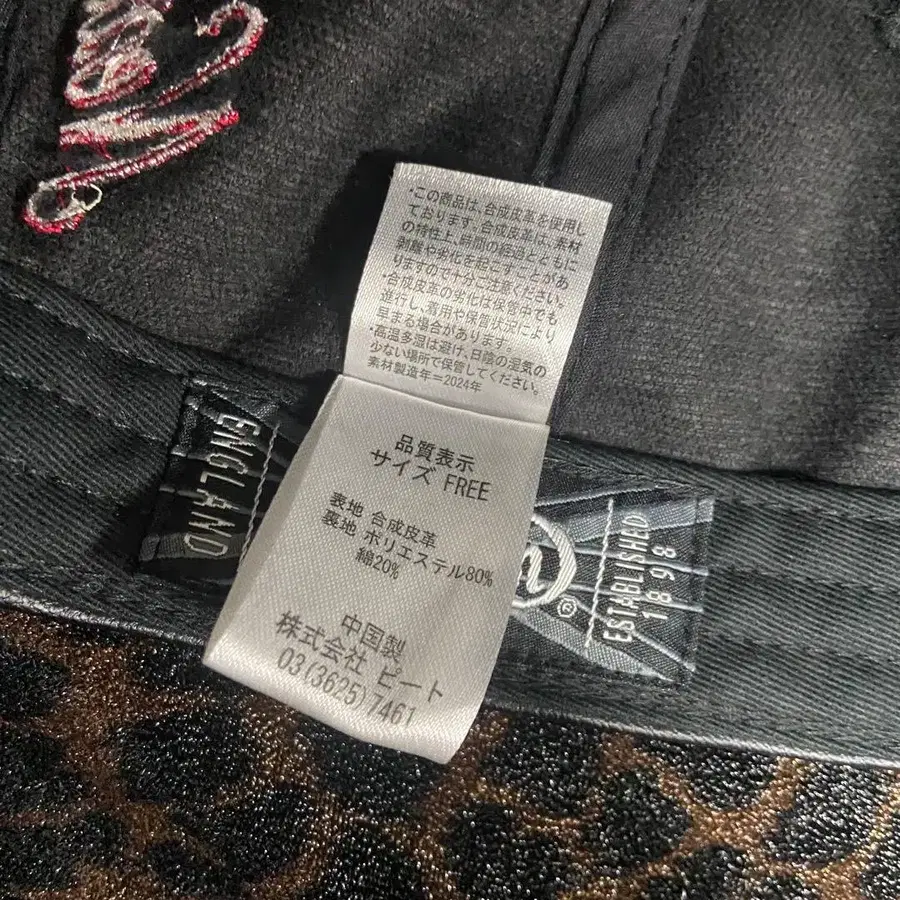 ・この商品は、合成皮革を使用し
ております。合成皮革は、素材
の特性上、時間の経過とともに
剥離や劣化を起こすことがあ
りますので十分ご注意ください。
・合成皮革の劣化は保管中でも
進行し、着用や保管状況により
早まる場合があります。
・高温多湿は避け、日陰の湿気の
少ない場所で保管してください。
素材製造年=2024年
品質表示
サイズ FREE
表地 合成皮革
裏地 ポリエステル80%
綿20%
中国製
株式会社 ビート
03(3625)7461
ENGLAND
®
ESTABLISHED
1898